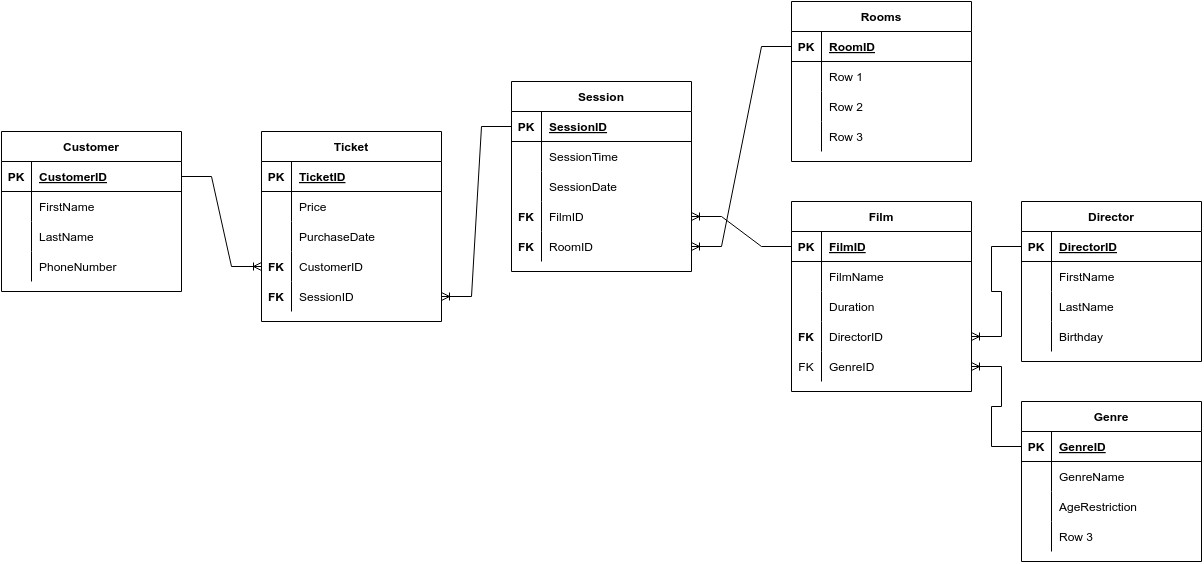 Customer
PK CustomerID
FirstName
LastName
PhoneNumber
Ticket
PK TicketID
Price
PurchaseDate
FK CustomerID
FK SessionID
Session
PK SessionID
SessionTime
SessionDate
FK FilmID
FK RoomID
Rooms
PK RoomID
Row 1
Row 2
Row 3
Film
PK FilmID
FilmName
Duration
FK DirectorID
FK GenreID
Director
PK DirectorID
FirstName
LastName
Birthday
Genre
PK GenreID
GenreName
AgeRestriction
Row 3